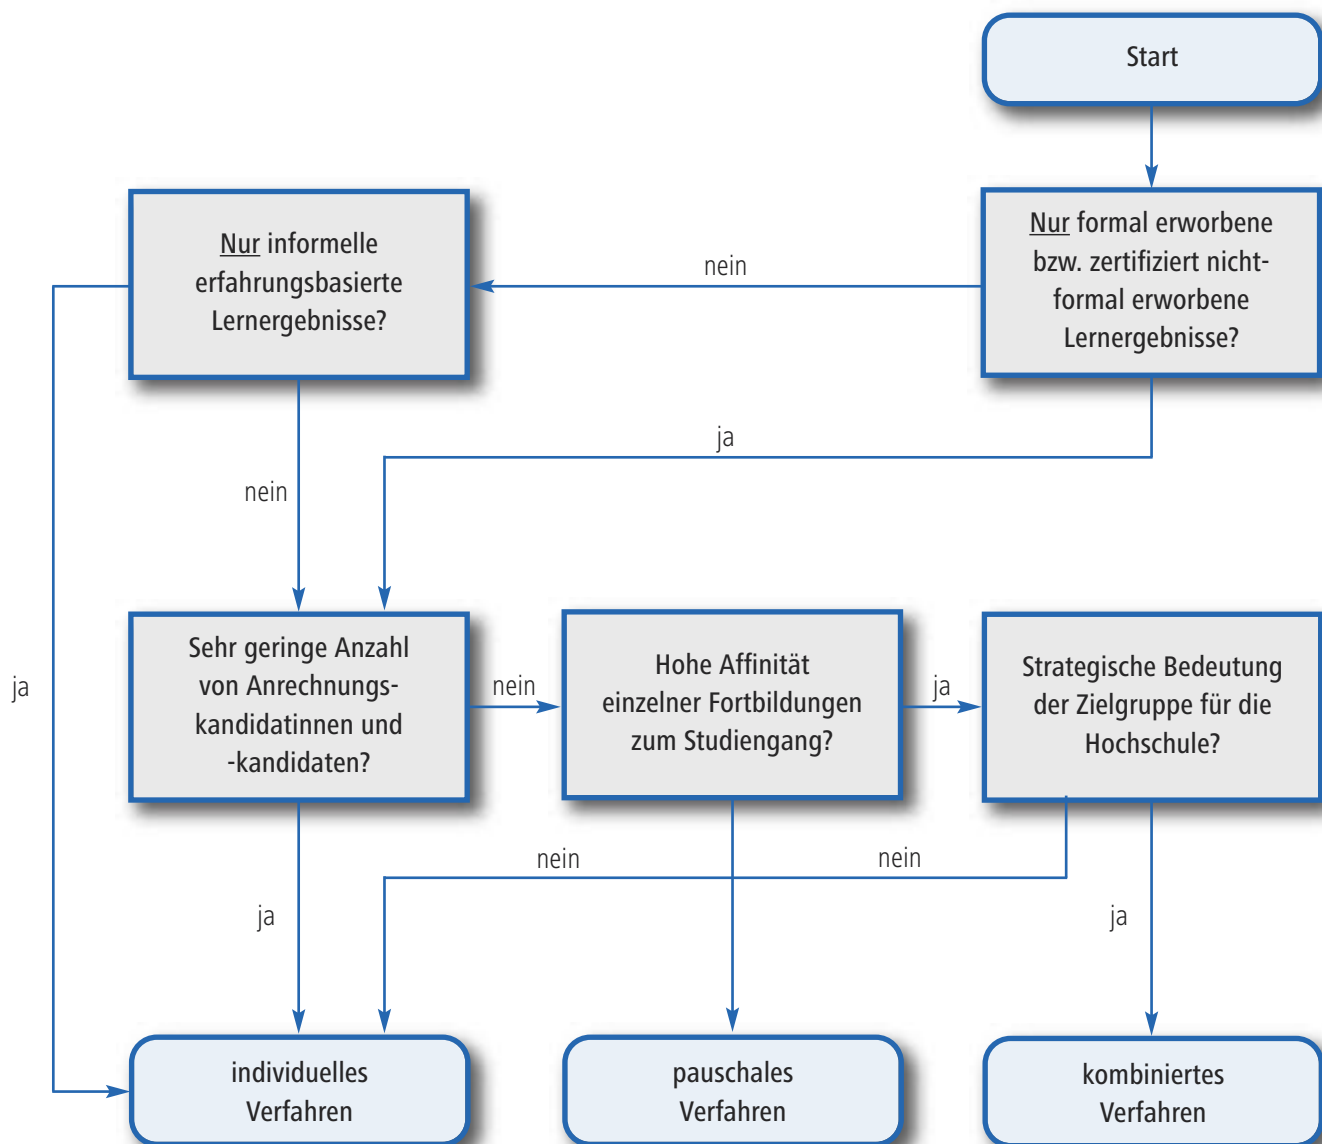 Start
Nur formal erworbene
bzw. zertifiziert nicht-
formal erworbene
Lernergebnisse?
nein
Nur informelle
erfahrungsbasierte
Lernergebnisse?
ja
nein
ja
Sehr geringe Anzahl
von Anrechnungs-
kandidatinnen und
-kandidaten?
nein
Hohe Affinität
einzelner Fortbildungen
zum Studiengang?
ja
Strategische Bedeutung
der Zielgruppe für die
Hochschule?
nein
nein
ja
ja
individuelles
Verfahren
pauschales
Verfahren
kombiniertes
Verfahren